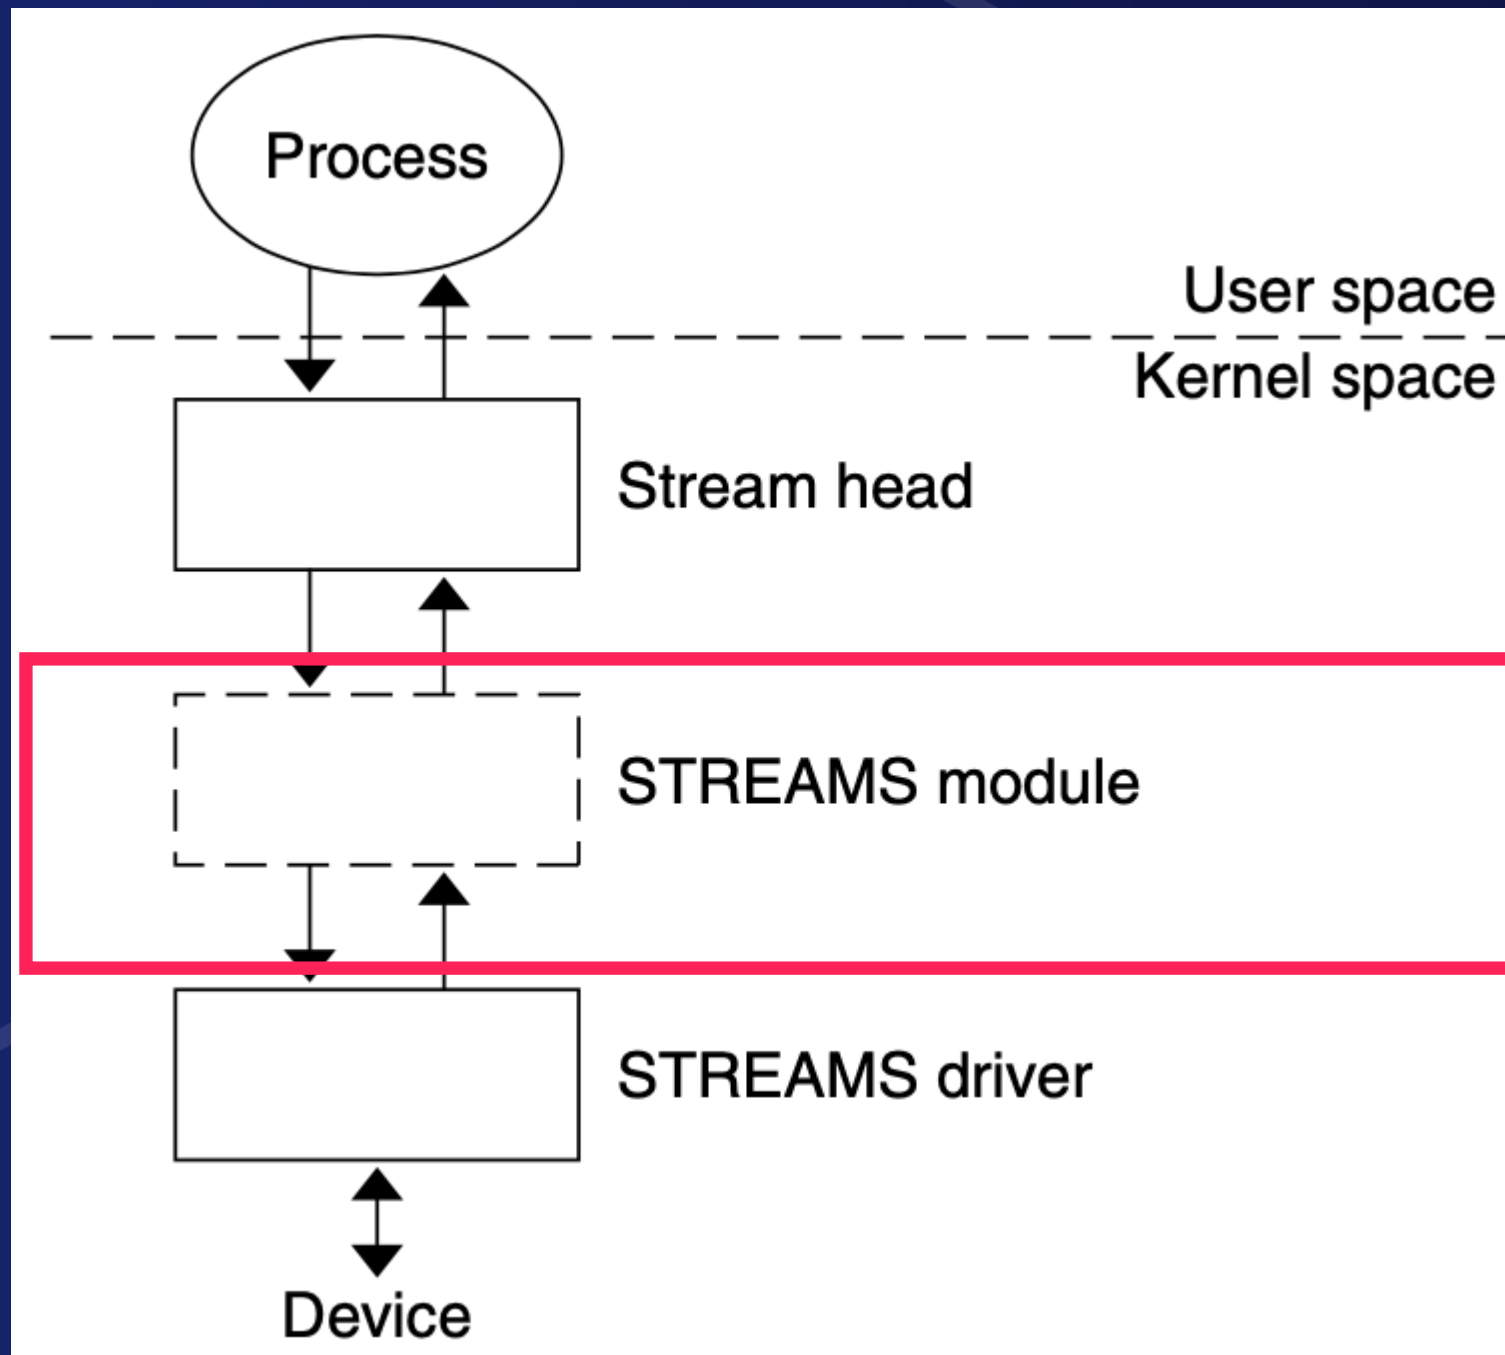 Process
User space
Kernel space
Stream head
STREAMS module
STREAMS driver
Device